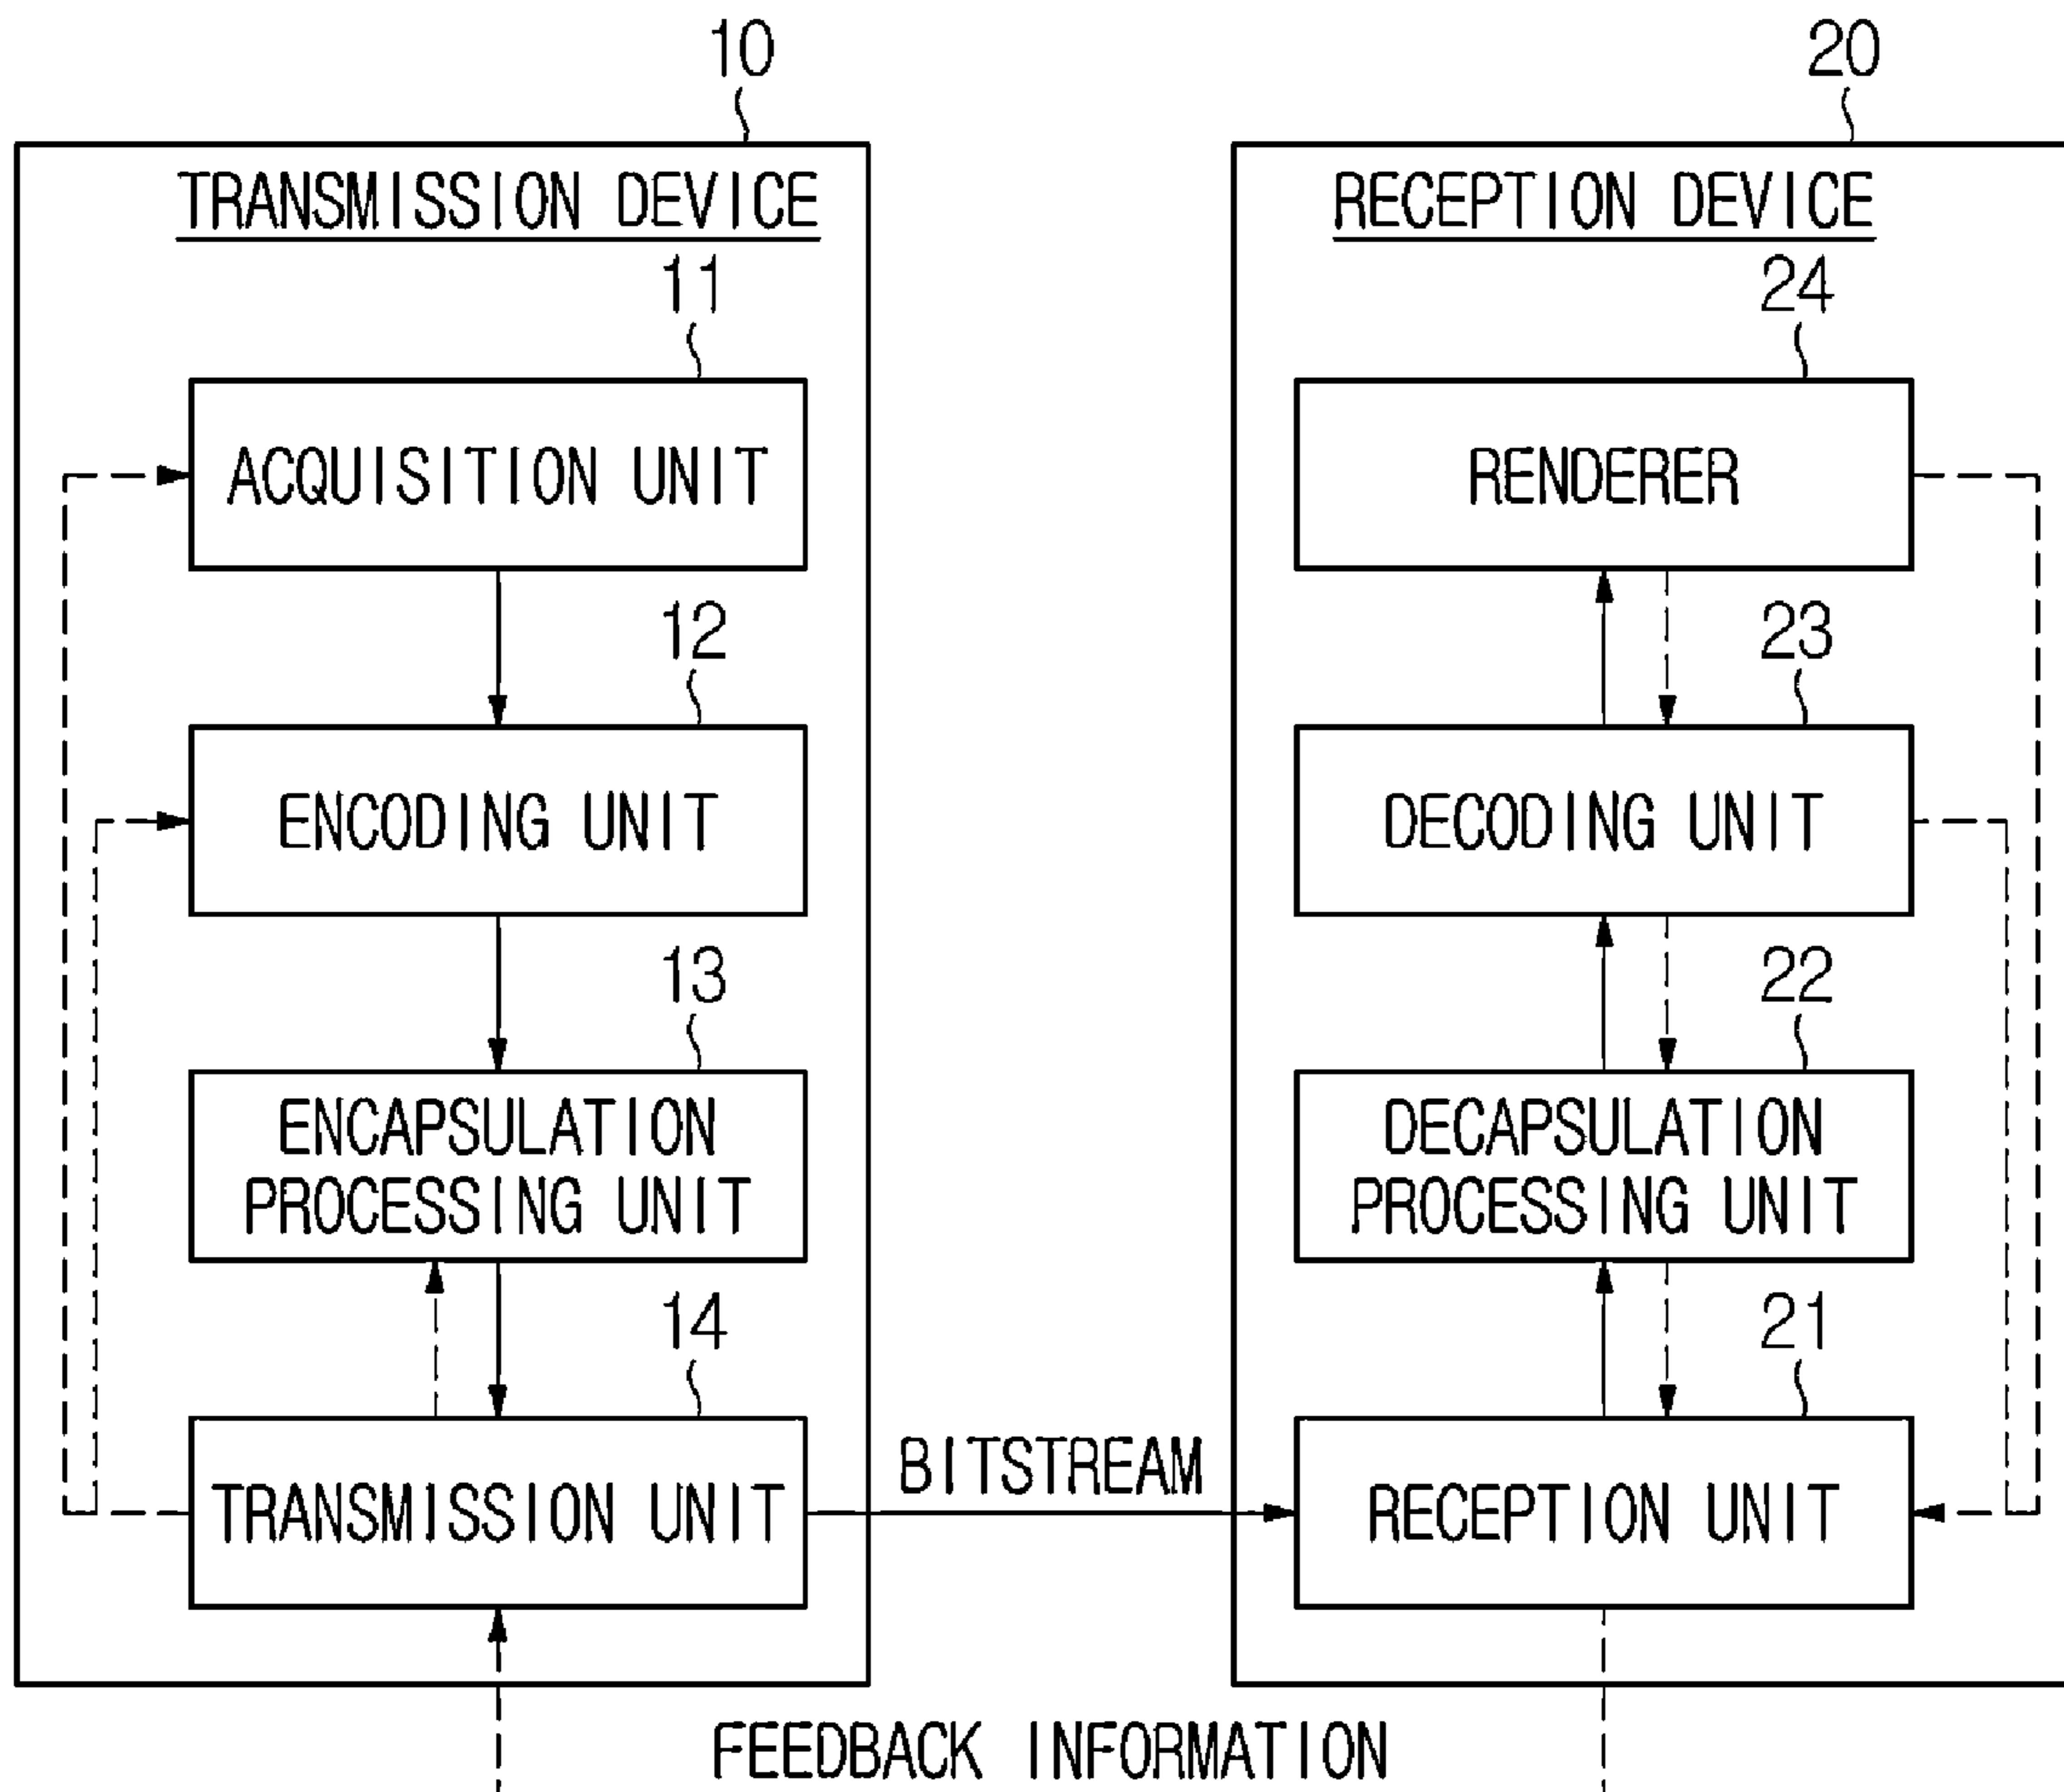 10
TRANSMISSION DEVICE
11
ACQUISITION UNIT
12
ENCODING UNIT
13
ENCAPSULATION
PROCESSING UNIT
14
TRANSMISSION UNIT
BITSTREAM
20
RECEPTION DEVICE
24
RENDERER
23
DECODING UNIT
22
DECAPSULATION
PROCESSING UNIT
21
RECEPTION UNIT
FEEDBACK INFORMATION